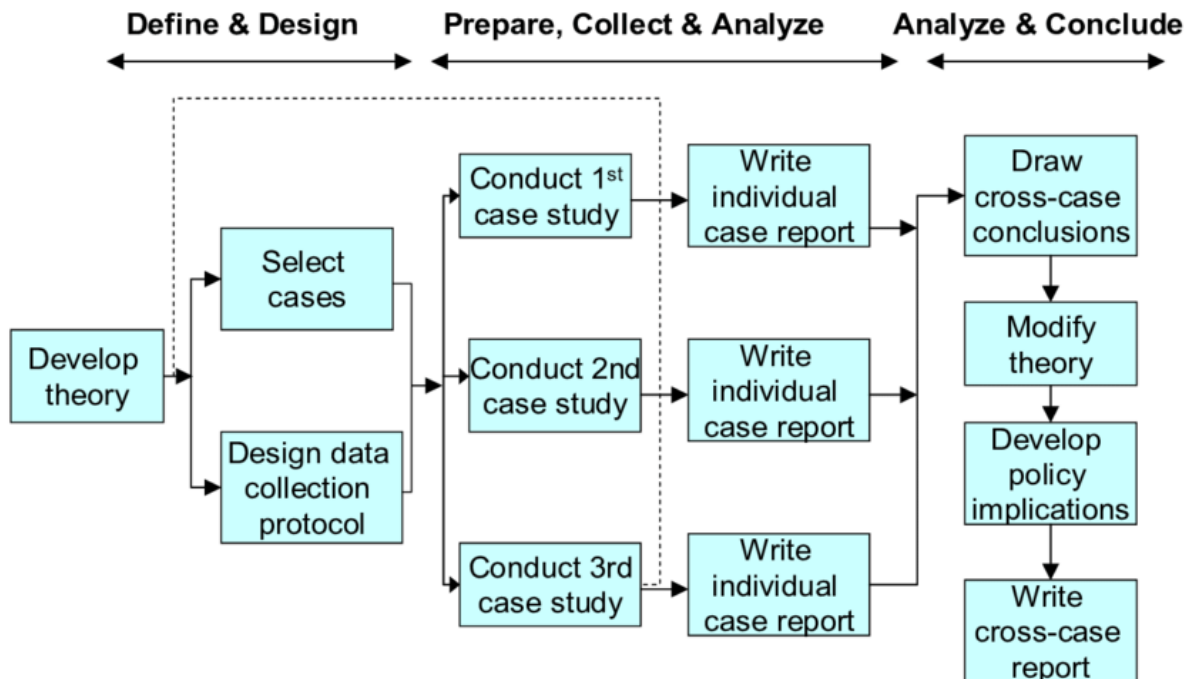 Define & Design
Prepare, Collect & Analyze
Analyze & Conclude
Develop
theory
Select
cases
Design data
collection
protocol
Conduct 1st
case study
Write
individual
case report
Conduct 2nd
case study
Write
individual
case report
Conduct 3rd
case study
Write
individual
case report
Draw
cross-case
conclusions
Modify
theory
Develop
policy
implications
Write
cross-case
report